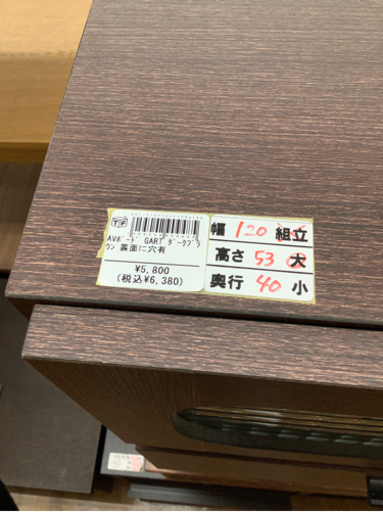 TF
AVボード GART ダークブラ
ウン 裏面に穴有
¥5,800
(税込¥6,380)
幅 120 組立
高さ 53 大
奥行 40 小